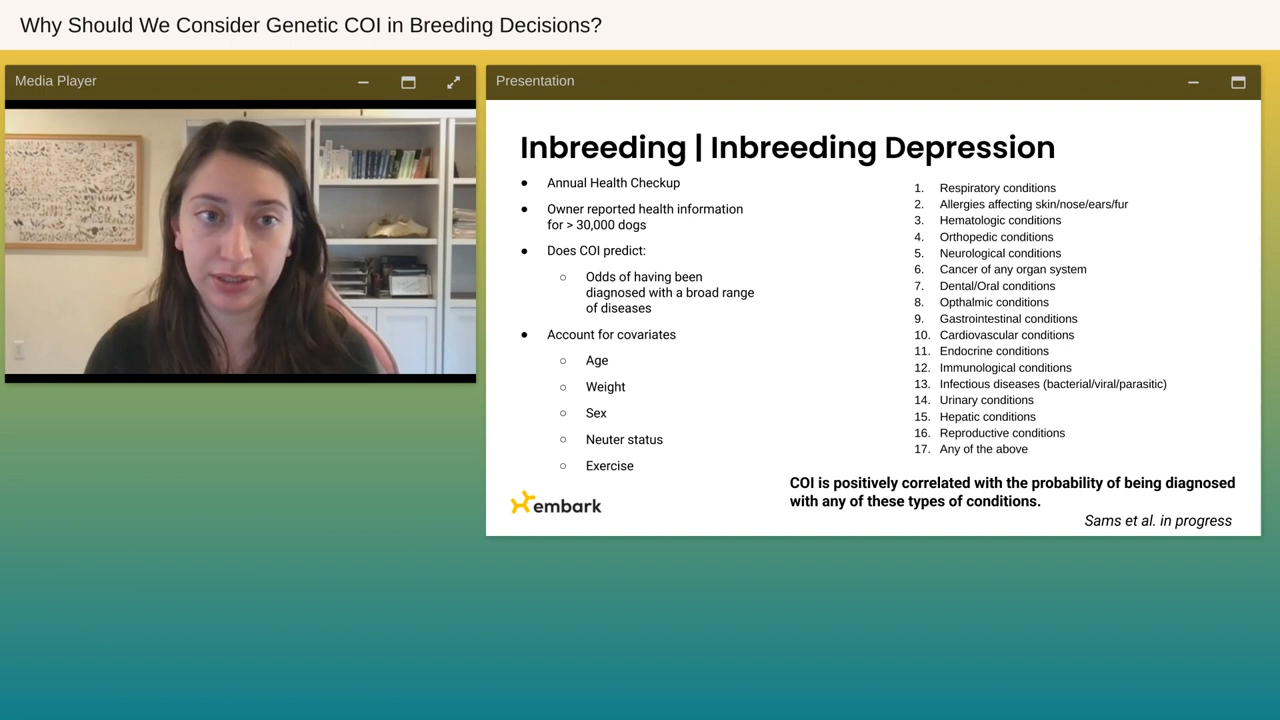 Why Should We Consider Genetic COI in Breeding Decisions?
Media Player
Presentation
Inbreeding | Inbreeding Depression
● Annual Health Checkup
● Owner reported health information
for > 30,000 dogs
● Does COI predict:
○ Odds of having been
diagnosed with a broad range
of diseases
● Account for covariates
○ Age
○ Weight
○ Sex
○ Neuter status
○ Exercise
1. Respiratory conditions
2. Allergies affecting skin/nose/ears/fur
3. Hematologic conditions
4. Orthopedic conditions
5. Neurological conditions
6. Cancer of any organ system
7. Dental/Oral conditions
8. Opthalmic conditions
9. Gastrointestinal conditions
10. Cardiovascular conditions
11. Endocrine conditions
12. Immunological conditions
13. Infectious diseases (bacterial/viral/parasitic)
14. Urinary conditions
15. Hepatic conditions
16. Reproductive conditions
17. Any of the above
COI is positively correlated with the probability of being diagnosed
with any of these types of conditions.
Sams et al. in progress
embark